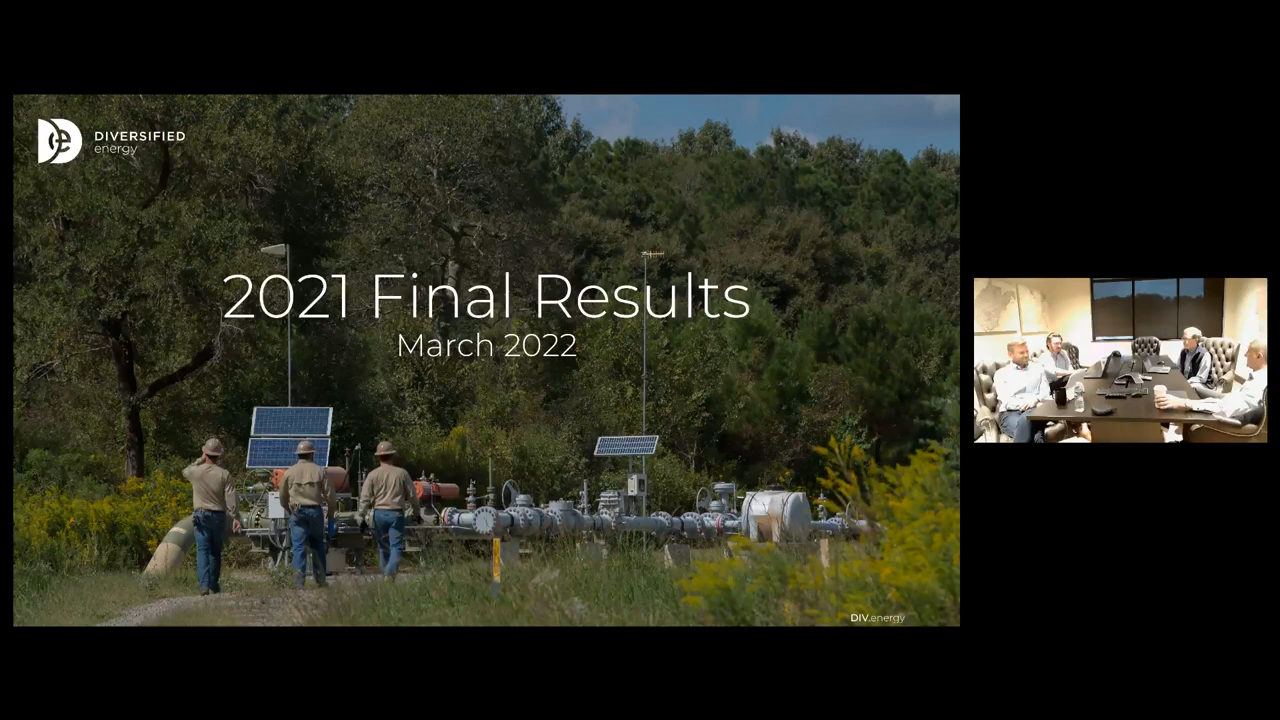 DIVERSIFIED
energy
2021 Final Results
March 2022
DIV.energy